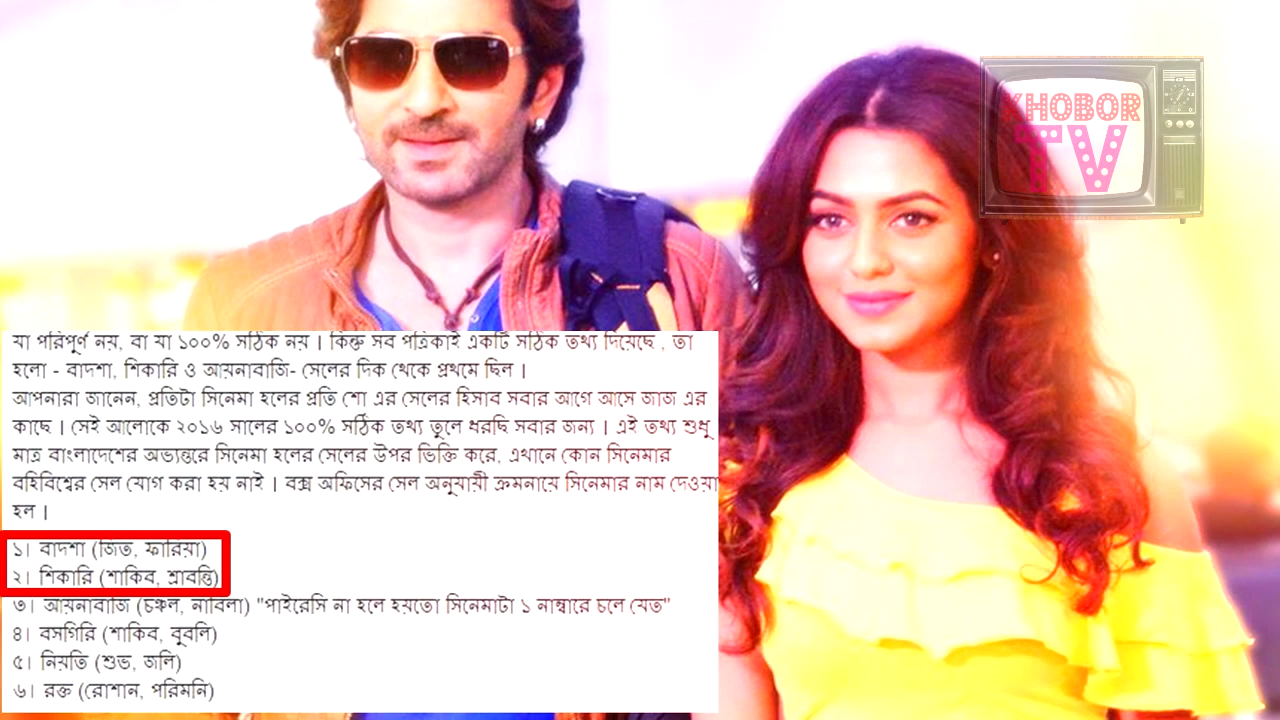 KHOBOR
TV
যা পরিপুর্ণ নয়, বা যা ১০০% সঠিক নয় । কিন্তু সব পত্রিকাই একটি সঠিক তথ্য দিয়েছে , তা
হলো - বাদশা, শিকারি ও আয়নাবাজি- সেলের দিক থেকে প্রথমে ছিল ।
আপনারা জানেন, প্রতিটা সিনেমা হলের প্রতি শো এর সেলের হিসাব সবার আগে আসে জাজ এর
কাছে । সেই আলোকে ২০১৬ সালের ১০০% সঠিক তথ্য তুলে ধরছি সবার জন্য । এই তথ্য শুধু
মাত্র বাংলাদেশের অভ্যন্তরে সিনেমা হলের সেলের উপর ভিক্তি করে, এখানে কোন সিনেমার
বহিবিশ্বের সেল যোগ করা হয় নাই । বক্স অফিসের সেল অনুযায়ী ক্রমনায়ে সিনেমার নাম দেওয়া
হল ।
১। বাদশা (জিত, ফারিয়া)
২। শিকারি (শাকিব, শ্রাবন্তি)
৩। আয়নাবাজি (চঞ্চল, নাবিলা) "পাইরেসি না হলে হয়তো সিনেমাটা ১ নাম্বারে চলে যেত"
৪। বসগিরি (শাকিব, বুবলি)
৫। নিয়তি (শুভ, জলি)
৬। রক্ত ((রোশান, পরিমনি)